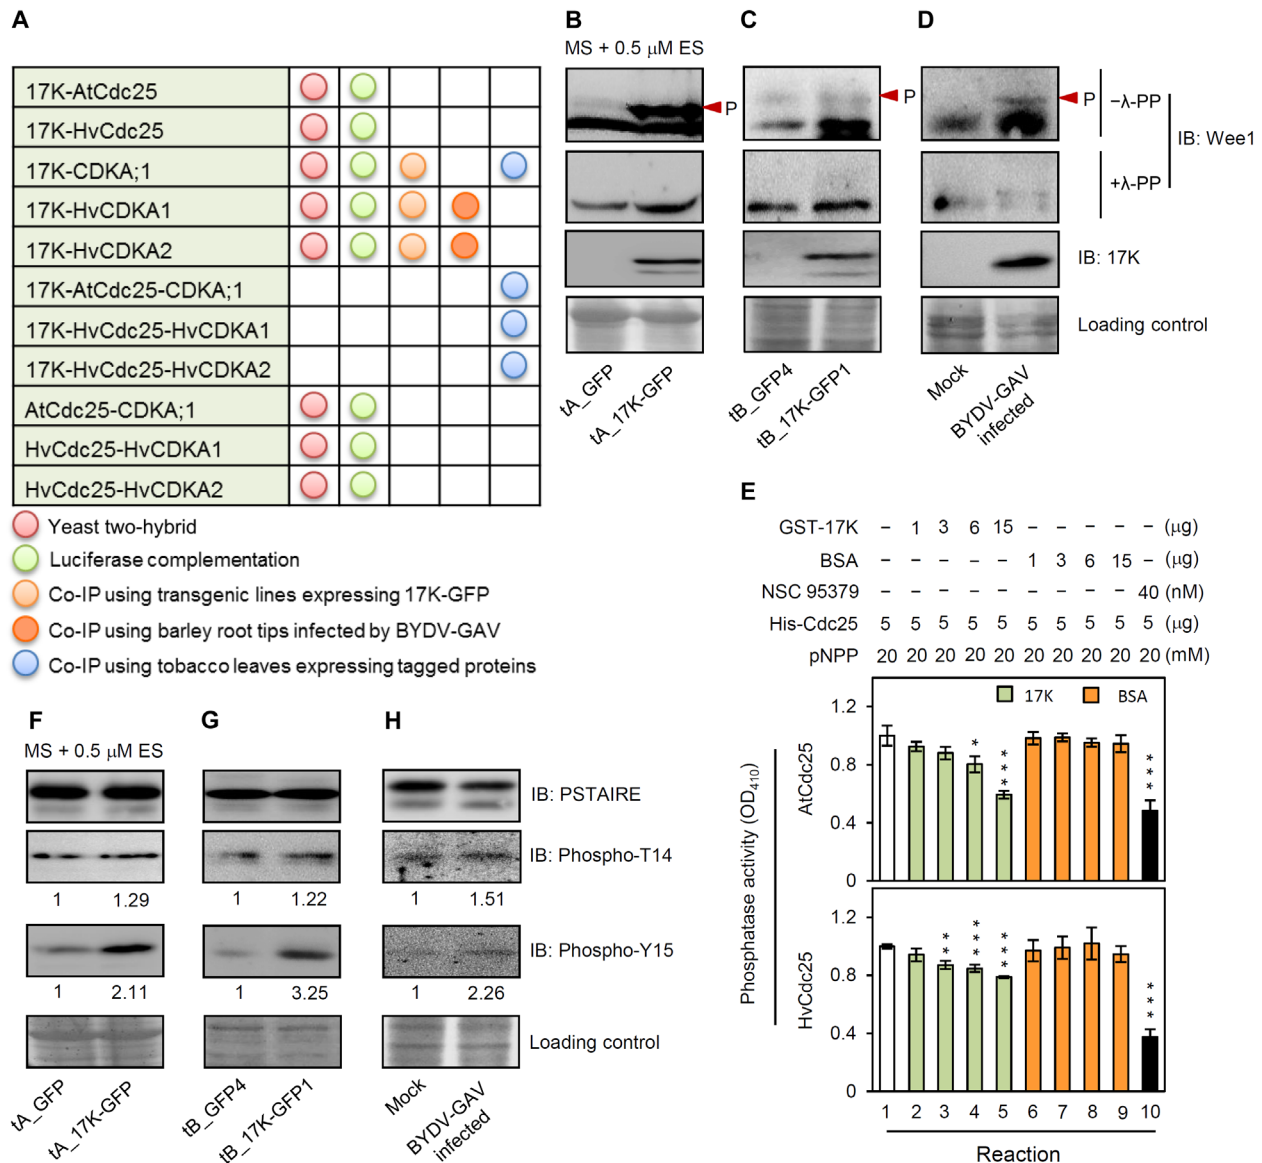 A
17K-AtCdc25
17K-HvCdc25
17K-CDKA;1
17K-HvCDKA1
17K-HvCDKA2
17K-AtCdc25-CDKA;1
17K-HvCdc25-HvCDKA1
17K-HvCdc25-HvCDKA2
AtCdc25-CDKA;1
HvCdc25-HvCDKA1
HvCdc25-HvCDKA2
Yeast two-hybrid
Luciferase complementation
Co-IP using transgenic lines expressing 17K-GFP
Co-IP using barley root tips infected by BYDV-GAV
Co-IP using tobacco leaves expressing tagged proteins
B
MS + 0.5 μM ES
P
tA_GFP
tA_17K-GFP
C
P
tB_GFP4
tB_17K-GFP1
D
P
−λ-PP
+λ-PP
IB: Wee1
IB: 17K
Loading control
Mock
BYDV-GAV
infected
E
GST-17K – 1 3 6 15 – – – – – (μg)
BSA – – – – – 1 3 6 15 – (μg)
NSC 95379 – – – – – – – – – 40 (nM)
His-Cdc25 5 5 5 5 5 5 5 5 5 5 (μg)
pNPP 20 20 20 20 20 20 20 20 20 20 (mM)
17K BSA
Phosphatase activity (OD410)
AtCdc25
1.2
0.8
0.4
0
* *** ***
HvCdc25
1.2
0.8
0.4
0
** *** *** ***
1 2 3 4 5 6 7 8 9 10
Reaction
F
MS + 0.5 μM ES
1 1.29
1 2.11
tA_GFP
tA_17K-GFP
G
1 1.22
1 3.25
tB_GFP4
tB_17K-GFP1
H
IB: PSTAIRE
IB: Phospho-T14
1 1.51
IB: Phospho-Y15
1 2.26
Loading control
Mock
BYDV-GAV
infected